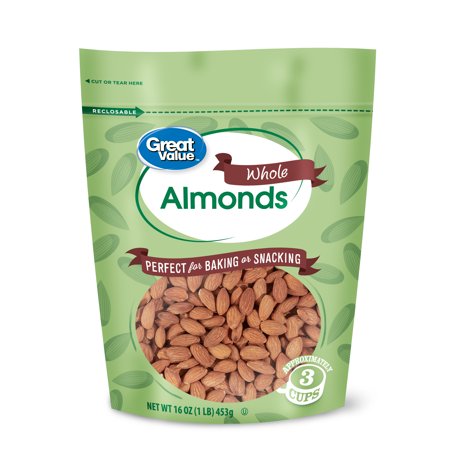 CUT OR TEAR HERE
RECLOSABLE
Great
Value™
Whole
Almonds
PERFECT for BAKING or SNACKING
APPROXIMATELY
3
CUPS
NET WT 16 OZ (1 LB) 453g